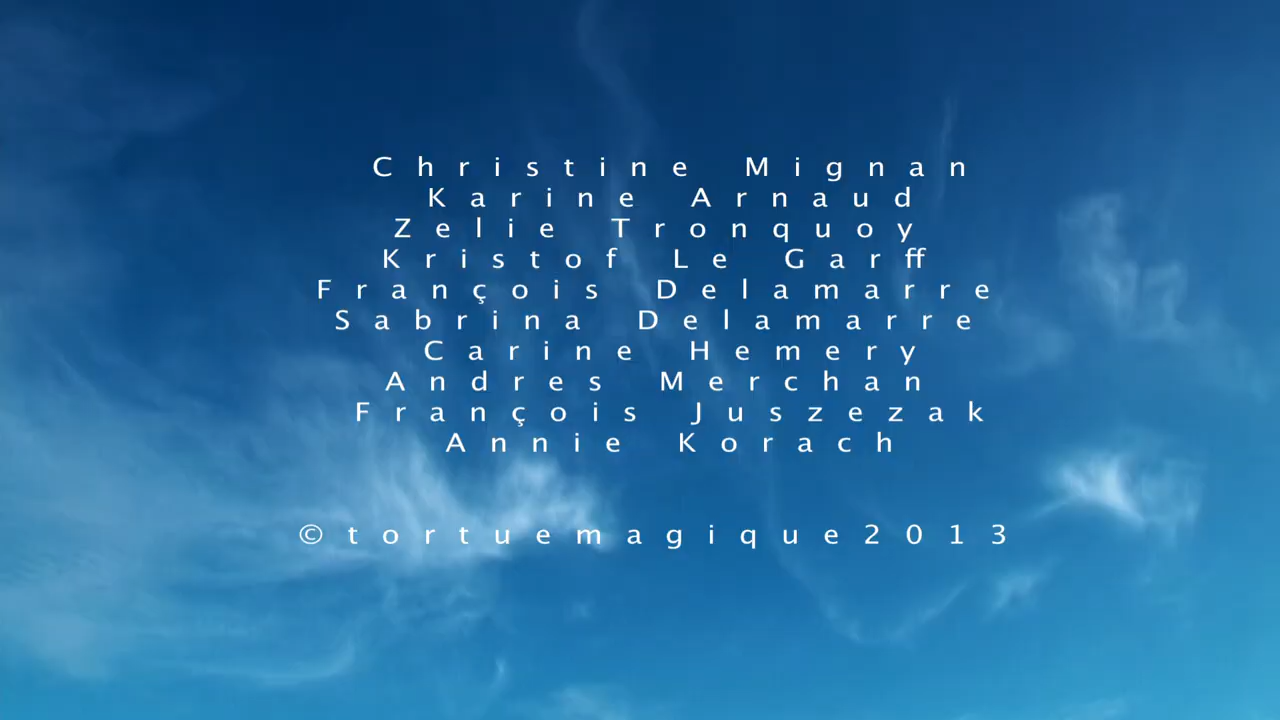 Christine Mignan
Karine Arnaud
Zelie Tronquoy
Kristof Le Garff
François Delamarre
Sabrina Delamarre
Carine Hemery
Andres Merchan
François Juszezak
Annie Korach
©tortuemagique2013